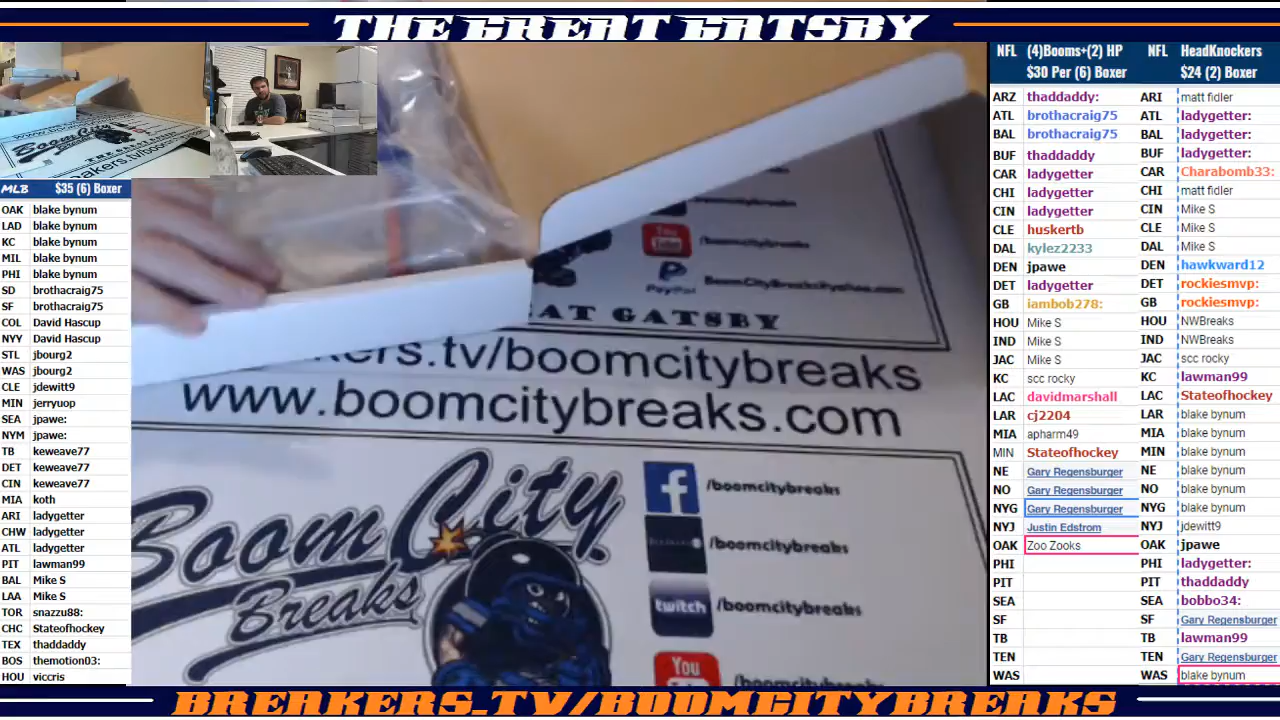 THE GREAT GATSBY
MLB $35 (6) Boxer
OAK blake bynum
LAD blake bynum
KC blake bynum
MIL blake bynum
PHI blake bynum
SD brothacraig75
SF brothacraig75
COL David Hascup
NYY David Hascup
STL jbourg2
WAS jbourg2
CLE jdewitt9
MIN jerryuop
SEA jpawe:
NYM jpawe:
TB keweave77
DET keweave77
CIN keweave77
MIA koth
ARI ladygetter
CHW ladygetter
ATL ladygetter
PIT lawman99
BAL Mike S
LAA Mike S
TOR snazzu88:
CHC Stateofhockey
TEX thaddaddy
BOS themotion03:
HOU viccris
You Tube /boomcitybreaks
PayPal BoomCityBreaks@yahoo.com
AT GATSBY
kers.tv/boomcitybreaks
www.boomcitybreaks.com
Boom City
Breaks
/boomcitybreaks
/boomcitybreaks
twitch /boomcitybreaks
You
NFL (4)Booms+(2) HP NFL HeadKnockers
$30 Per (6) Boxer $24 (2) Boxer
ARZ thaddaddy: ARI matt fidler
ATL brothacraig75 ATL ladygetter:
BAL brothacraig75 BAL ladygetter:
BUF thaddaddy BUF ladygetter:
CAR ladygetter CAR Charabomb33:
CHI ladygetter CHI matt fidler
CIN ladygetter CIN Mike S
CLE huskertb CLE Mike S
DAL kylez2233 DAL Mike S
DEN jpawe DEN hawkward12
DET ladygetter DET rockiesmvp:
GB iambob278: GB rockiesmvp:
HOU Mike S HOU NWBreaks
IND Mike S IND NWBreaks
JAC Mike S JAC scc rocky
KC scc rocky KC lawman99
LAC davidmarshall LAC Stateofhockey
LAR cj2204 LAR blake bynum
MIA apharm49 MIA blake bynum
MIN Stateofhockey MIN blake bynum
NE Gary Regensburger NE blake bynum
NO Gary Regensburger NO blake bynum
NYG Gary Regensburger NYG blake bynum
NYJ Justin Edstrom NYJ jdewitt9
OAK Zoo Zooks OAK jpawe
PHI PHI ladygetter:
PIT PIT thaddaddy
SEA SEA bobbo34:
SF SF Gary Regensburger
TB TB lawman99
TEN TEN Gary Regensburger
WAS WAS blake bynum
BREAKERS.TV/BOOMCITYBREAKS